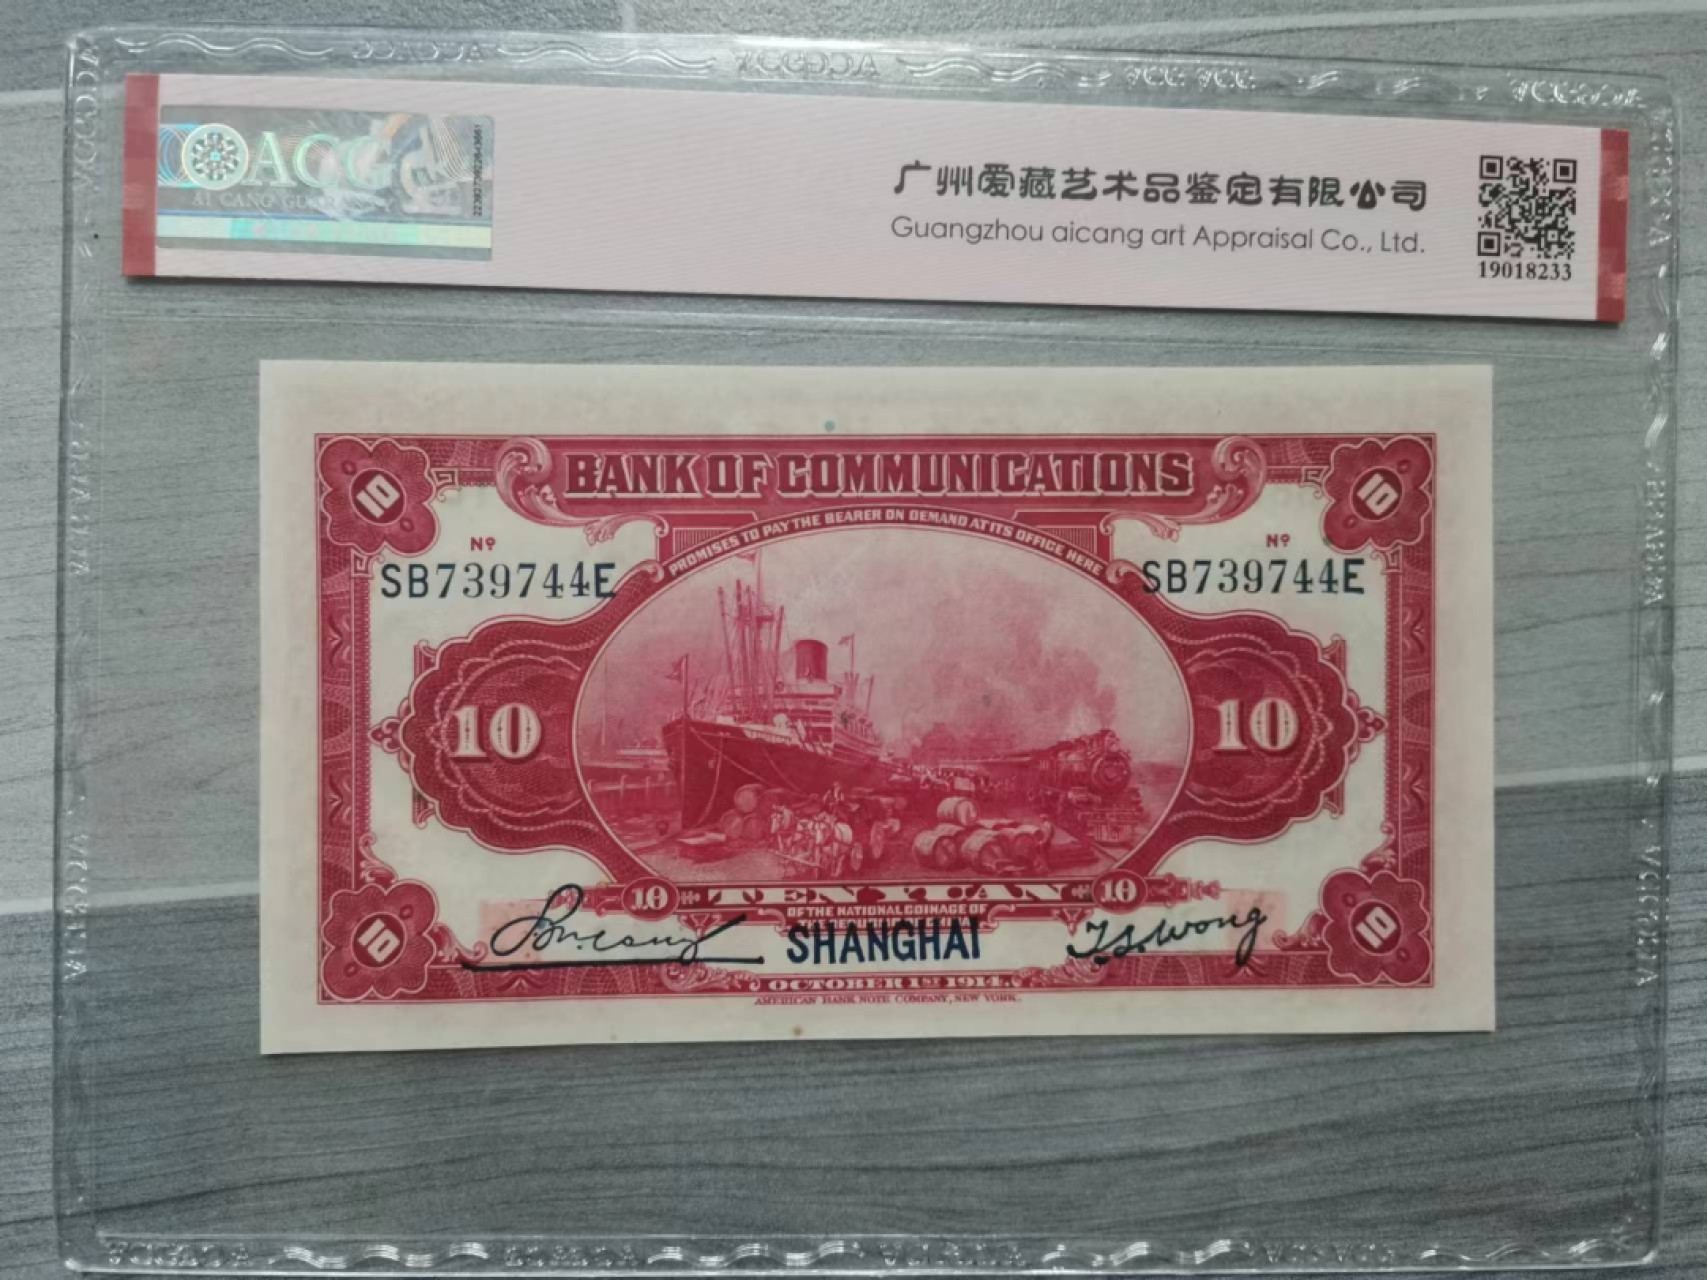 ACG
广州爱藏艺术品鉴定有限公司
Guangzhou aicang art Appraisal Co., Ltd.
19018233
BANK OF COMMUNICATIONS
PROMISES TO PAY THE BEARER ON DEMAND AT ITS OFFICE HERE
10
10
Nº
SB739744E
Nº
SB739744E
10
10
10 TEN YUAN 10
OF THE NATIONAL COINAGE OF
SHANGHAI
T.S. Wong
10
10
OCTOBER 1ST 1914.
AMERICAN BANK NOTE COMPANY, NEW YORK.